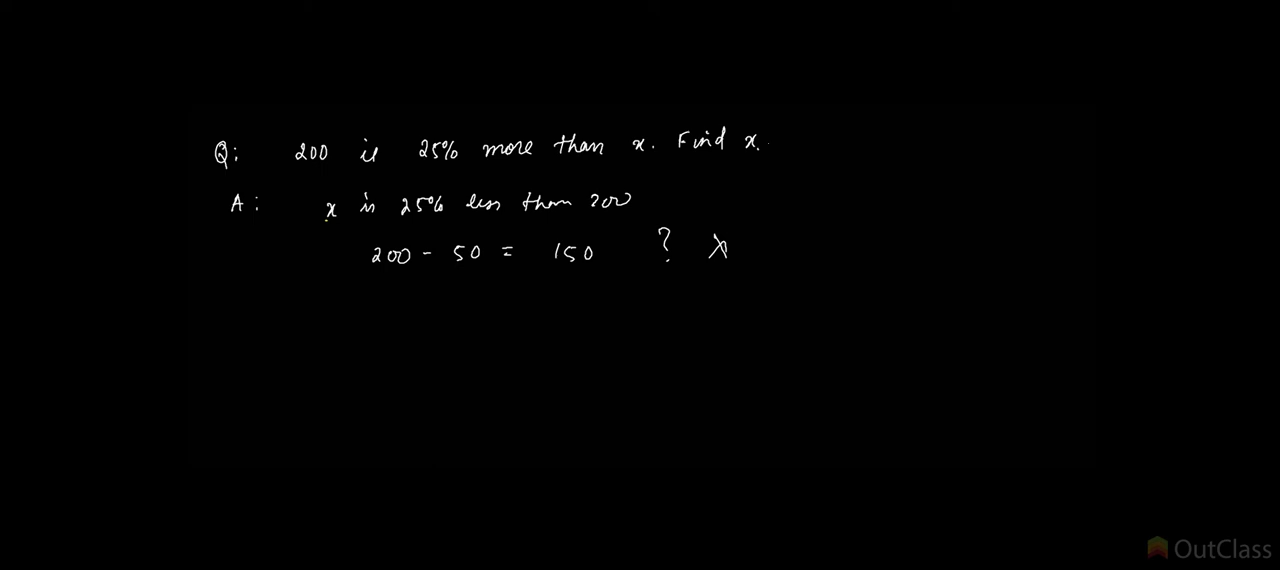 Q: 200 is 25% more than x. Find x.
A: x is 25% less than 200
200 - 50 = 150 ? X
OutClass